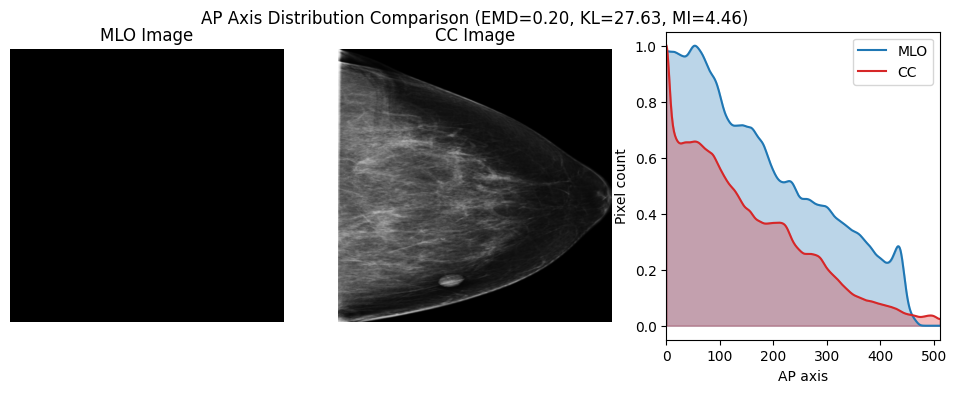 AP Axis Distribution Comparison (EMD=0.20, KL=27.63, MI=4.46)
MLO Image
CC Image
MLO
CC
Pixel count
1.0
0.8
0.6
0.4
0.2
0.0
0 100 200 300 400 500
AP axis